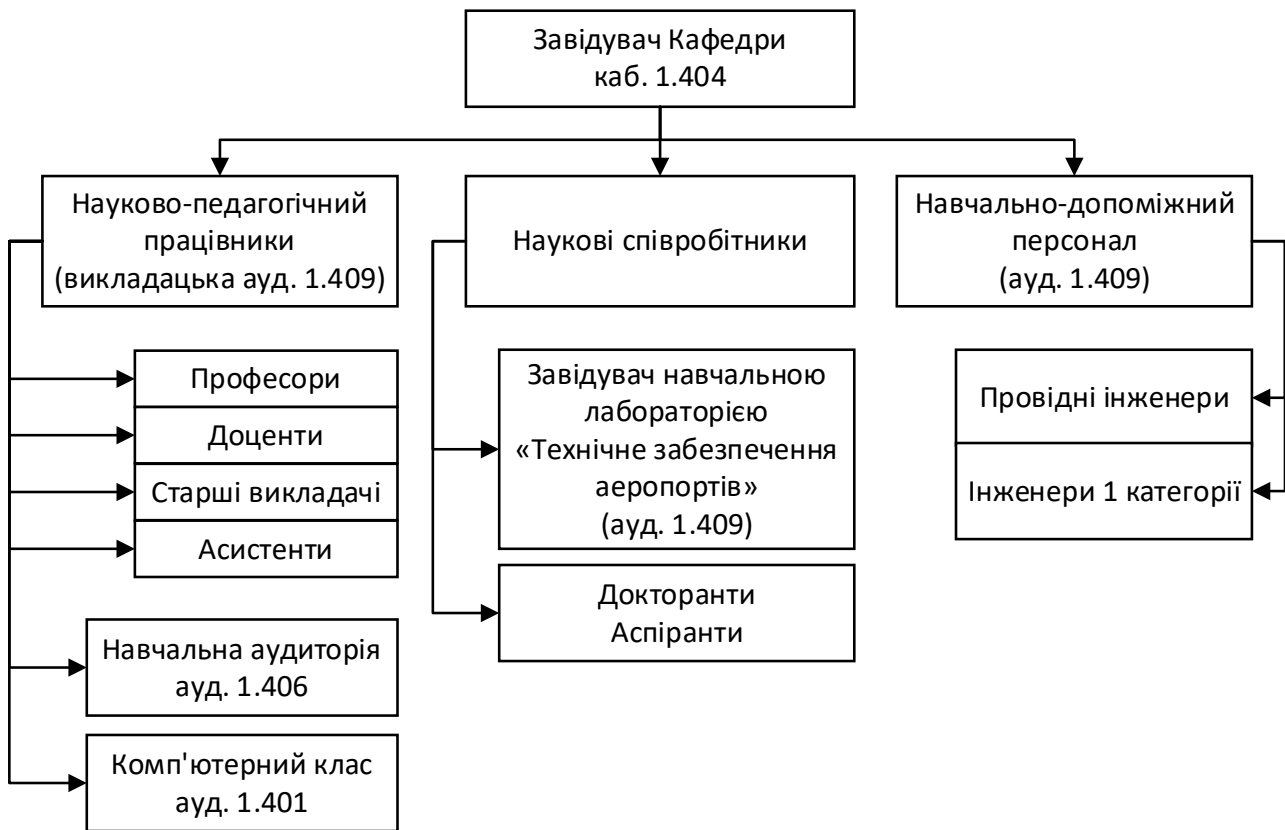 Завідувач Кафедри
каб. 1.404
Науково-педагогічний
працівники
(викладацька ауд. 1.409)
Наукові співробітники
Навчально-допоміжний
персонал
(ауд. 1.409)
Професори
Доценти
Старші викладачі
Асистенти
Навчальна аудиторія
ауд. 1.406
Комп'ютерний клас
ауд. 1.401
Завідувач навчальною
лабораторією
«Технічне забезпечення
аеропортів»
(ауд. 1.409)
Докторанти
Аспіранти
Провідні інженери
Інженери 1 категорії